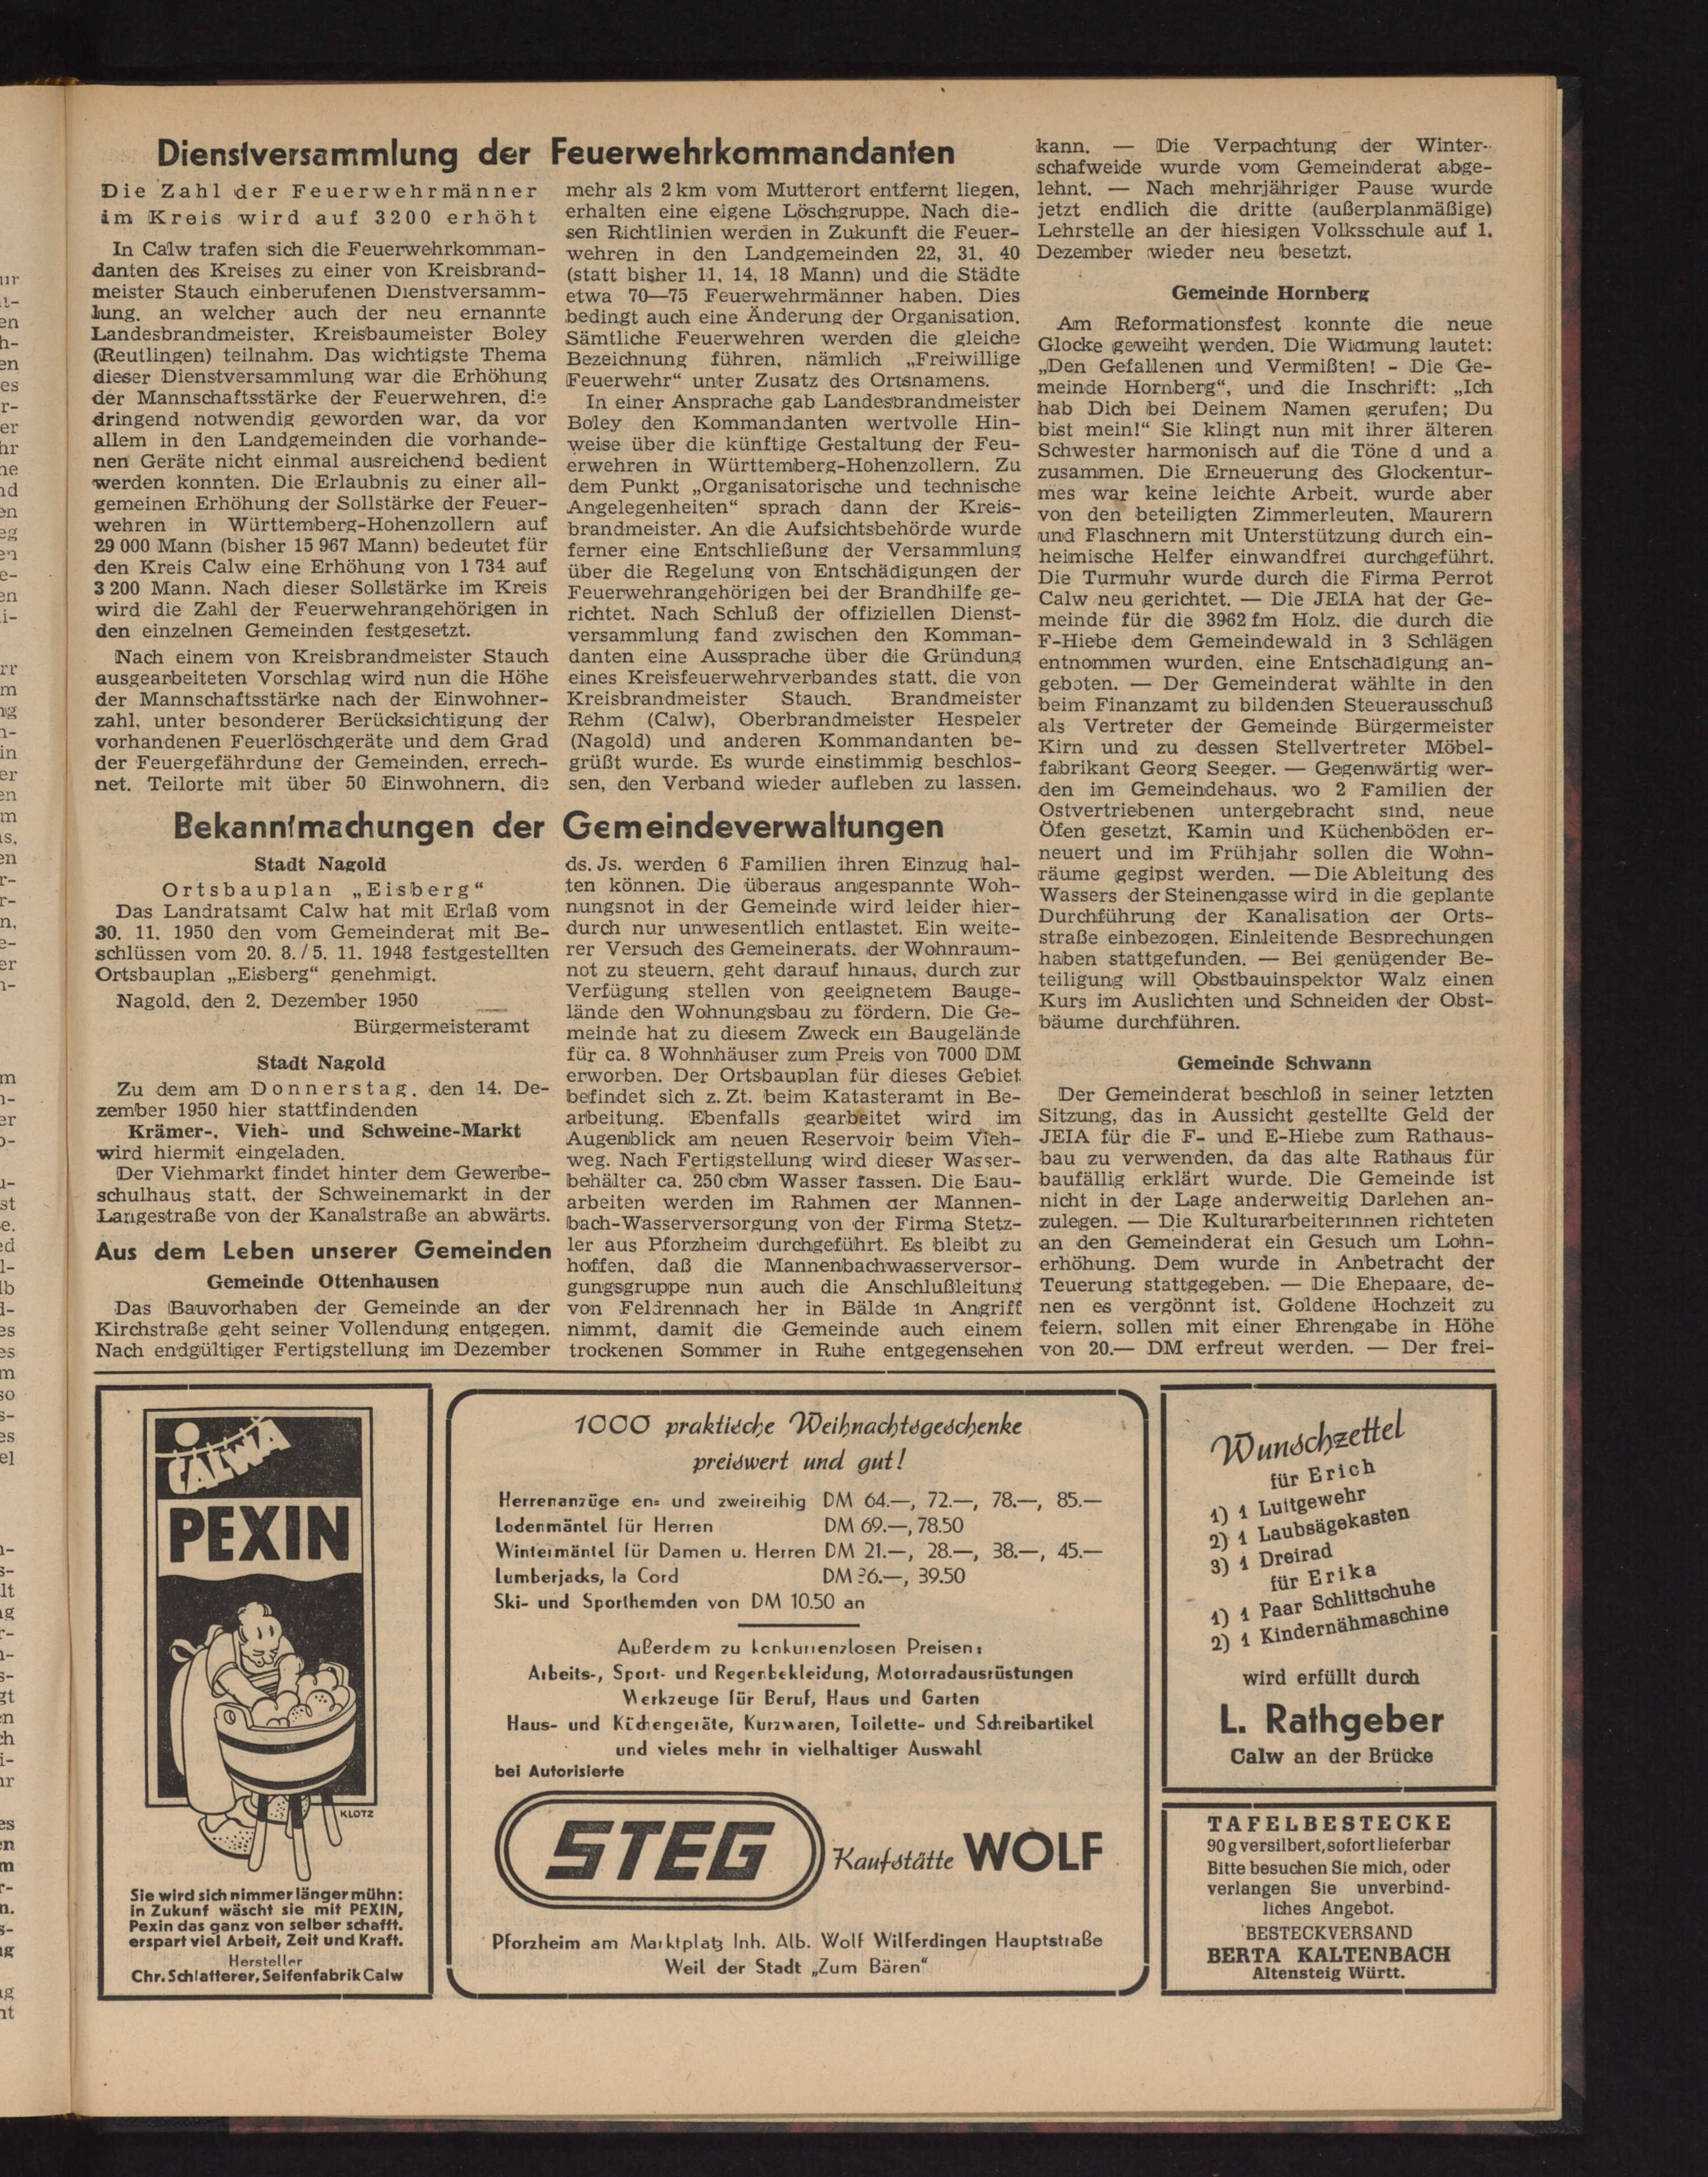 Dienstversammlung der Feuerwehrkommandanten
Die Zahl der Feuerwehrmänner
im Kreis wird auf 3200 erhöht
In Calw trafen sich die Feuerwehrkomman-
danten des Kreises zu einer von Kreisbrand-
meister Stauch einberufenen Dienstversamm-
lung, an welcher auch der neu ernannte
Landesbrandmeister, Kreisbaumeister Boley
(Reutlingen) teilnahm. Das wichtigste Thema
dieser Dienstversammlung war die Erhöhung
der Mannschaftsstärke der Feuerwehren, die
dringend notwendig geworden war, da vor
allem in den Landgemeinden die vorhande-
nen Geräte nicht einmal ausreichend bedient
werden konnten. Die Erlaubnis zu einer all-
gemeinen Erhöhung der Sollstärke der Feuer-
wehren in Württemberg-Hohenzollern auf
29 000 Mann (bisher 15 967 Mann) bedeutet für
den Kreis Calw eine Erhöhung von 1 734 auf
3 200 Mann. Nach dieser Sollstärke im Kreis
wird die Zahl der Feuerwehrangehörigen in
den einzelnen Gemeinden festgesetzt.
Nach einem von Kreisbrandmeister Stauch
ausgearbeiteten Vorschlag wird nun die Höhe
der Mannschaftsstärke nach der Einwohner-
zahl, unter besonderer Berücksichtigung der
vorhandenen Feuerlöschgeräte und dem Grad
der Feuergefährdung der Gemeinden, errech-
net. Teilorte mit über 50 Einwohnern, die
mehr als 2 km vom Mutterort entfernt liegen,
erhalten eine eigene Löschgruppe. Nach die-
sen Richtlinien werden in Zukunft die Feuer-
wehren in den Landgemeinden 22, 31, 40
(statt bisher 11, 14, 18 Mann) und die Städte
etwa 70—75 Feuerwehrmänner haben. Dies
bedingt auch eine Änderung der Organisation.
Sämtliche Feuerwehren werden die gleiche
Bezeichnung führen, nämlich „Freiwillige
Feuerwehr“ unter Zusatz des Ortsnamens.
In einer Ansprache gab Landesbrandmeister
Boley den Kommandanten wertvolle Hin-
weise über die künftige Gestaltung der Feu-
erwehren in Württemberg-Hohenzollern. Zu
dem Punkt „Organisatorische und technische
Angelegenheiten“ sprach dann der Kreis-
brandmeister. An die Aufsichtsbehörde wurde
ferner eine Entschließung der Versammlung
über die Regelung von Entschädigungen der
Feuerwehrangehörigen bei der Brandhilfe ge-
richtet. Nach Schluß der offiziellen Dienst-
versammlung fand zwischen den Komman-
danten eine Aussprache über die Gründung
eines Kreisfeuerwehrverbandes statt, die von
Kreisbrandmeister Stauch, Brandmeister
Rehm (Calw), Oberbrandmeister Hespeler
(Nagold) und anderen Kommandanten be-
grüßt wurde. Es wurde einstimmig beschlos-
sen, den Verband wieder aufleben zu lassen.
Bekanntmachungen der Gemeindeverwaltungen
Stadt Nagold
Ortsbauplan „Eisberg“
Das Landratsamt Calw hat mit Erlaß vom
30. 11. 1950 den vom Gemeinderat mit Be-
schlüssen vom 20. 8. / 5. 11. 1948 festgestellten
Ortsbauplan „Eisberg“ genehmigt.
Nagold, den 2. Dezember 1950
Bürgermeisteramt
Stadt Nagold
Zu dem am Donnerstag, den 14. De-
zember 1950 hier stattfindenden
Krämer-, Vieh- und Schweine-Markt
wird hiermit eingeladen.
Der Viehmarkt findet hinter dem Gewerbe-
schulhaus statt, der Schweinemarkt in der
Langestraße von der Kanalstraße an abwärts.
Aus dem Leben unserer Gemeinden
Gemeinde Ottenhausen
Das Bauvorhaben der Gemeinde an der
Kirchstraße geht seiner Vollendung entgegen.
Nach endgültiger Fertigstellung im Dezember
ds. Js. werden 6 Familien ihren Einzug hal-
ten können. Die überaus angespannte Woh-
nungsnot in der Gemeinde wird leider hier-
durch nur unwesentlich entlastet. Ein weite-
rer Versuch des Gemeinerats, der Wohnraum-
not zu steuern, geht darauf hinaus, durch zur
Verfügung stellen von geeignetem Bauge-
lände den Wohnungsbau zu fördern. Die Ge-
meinde hat zu diesem Zweck ein Baugelände
für ca. 8 Wohnhäuser zum Preis von 7000 DM
erworben. Der Ortsbauplan für dieses Gebiet
befindet sich z. Zt. beim Katasteramt in Be-
arbeitung. Ebenfalls gearbeitet wird im
Augenblick am neuen Reservoir beim Vieh-
weg. Nach Fertigstellung wird dieser Wasser-
behälter ca. 250 cbm Wasser fassen. Die Bau-
arbeiten werden im Rahmen der Mannen-
bach-Wasserversorgung von der Firma Stetz-
ler aus Pforzheim durchgeführt. Es bleibt zu
hoffen, daß die Mannenbachwasserversor-
gungsgruppe nun auch die Anschlußleitung
von Feldrennach her in Bälde in Angriff
nimmt, damit die Gemeinde auch einem
trockenen Sommer in Ruhe entgegensehen
kann. — Die Verpachtung der Winter-
schafweide wurde vom Gemeinderat abge-
lehnt. — Nach mehrjähriger Pause wurde
jetzt endlich die dritte (außerplanmäßige)
Lehrstelle an der hiesigen Volksschule auf 1.
Dezember wieder neu besetzt.
Gemeinde Hornberg
Am Reformationsfest konnte die neue
Glocke geweiht werden. Die Widmung lautet:
„Den Gefallenen und Vermißten! - Die Ge-
meinde Hornberg“, und die Inschrift: „Ich
hab Dich bei Deinem Namen gerufen; Du
bist mein!“ Sie klingt nun mit ihrer älteren
Schwester harmonisch auf die Töne d und a
zusammen. Die Erneuerung des Glockentur-
mes war keine leichte Arbeit, wurde aber
von den beteiligten Zimmerleuten, Maurern
und Flaschnern mit Unterstützung durch ein-
heimische Helfer einwandfrei durchgeführt.
Die Turmuhr wurde durch die Firma Perrot
Calw neu gerichtet. — Die JEIA hat der Ge-
meinde für die 3962 fm Holz, die durch die
F-Hiebe dem Gemeindewald in 3 Schlägen
entnommen wurden, eine Entschädigung an-
geboten. — Der Gemeinderat wählte in den
beim Finanzamt zu bildenden Steuerausschuß
als Vertreter der Gemeinde Bürgermeister
Kirn und zu dessen Stellvertreter Möbel-
fabrikant Georg Seeger. — Gegenwärtig wer-
den im Gemeindehaus, wo 2 Familien der
Ostvertriebenen untergebracht sind, neue
Öfen gesetzt, Kamin und Küchenböden er-
neuert und im Frühjahr sollen die Wohn-
räume gegipst werden. — Die Ableitung des
Wassers der Steinengasse wird in die geplante
Durchführung der Kanalisation der Orts-
straße einbezogen. Einleitende Besprechungen
haben stattgefunden. — Bei genügender Be-
teiligung will Obstbauinspektor Walz einen
Kurs im Auslichten und Schneiden der Obst-
bäume durchführen.
Gemeinde Schwann
Der Gemeinderat beschloß in seiner letzten
Sitzung, das in Aussicht gestellte Geld der
JEIA für die F- und E-Hiebe zum Rathaus-
bau zu verwenden, da das alte Rathaus für
baufällig erklärt wurde. Die Gemeinde ist
nicht in der Lage anderweitig Darlehen an-
zulegen. — Die Kulturarbeiterinnen richteten
an den Gemeinderat ein Gesuch um Lohn-
erhöhung. Dem wurde in Anbetracht der
Teuerung stattgegeben. — Die Ehepaare, de-
nen es vergönnt ist, Goldene Hochzeit zu
feiern, sollen mit einer Ehrengabe in Höhe
von 20.— DM erfreut werden. — Der frei-
CALWA
PEXIN
KLOTZ
Sie wird sich nimmer länger mühn:
in Zukunf wäscht sie mit PEXIN,
Pexin das ganz von selber schafft.
erspart viel Arbeit, Zeit und Kraft.
Hersteller
Chr. Schlatterer, Seifenfabrik Calw
1000 praktische Weihnachtsgeschenke
preiswert und gut!
Herrenanzüge ein- und zweireihig DM 64.—, 72.—, 78.—, 85.—
Lodenmäntel für Herren DM 69.—, 78.50
Wintermäntel für Damen u. Herren DM 21.—, 28.—, 38.—, 45.—
Lumberjacks, la Cord DM 36.—, 39.50
Ski- und Sporthemden von DM 10.50 an
Außerdem zu konkurrenzlosen Preisen:
Arbeits-, Sport- und Regenbekleidung, Motorradausrüstungen
Werkzeuge für Beruf, Haus und Garten
Haus- und Küchengeräte, Kurzwaren, Toilette- und Schreibartikel
und vieles mehr in vielhaltiger Auswahl
bei Autorisierte
STEG Kaufstätte WOLF
Pforzheim am Marktplatz Inh. Alb. Wolf Wilferdingen Hauptstraße
Weil der Stadt „Zum Bären“
Wunschzettel
für Erich
1) 1 Luftgewehr
2) 1 Laubsägekasten
3) 1 Dreirad
für Erika
1) 1 Paar Schlittschuhe
2) 1 Kindernähmaschine
wird erfüllt durch
L. Rathgeber
Calw an der Brücke
TAFELBESTECKE
90 g versilbert, sofort lieferbar
Bitte besuchen Sie mich, oder
verlangen Sie unverbind-
liches Angebot.
BESTECKVERSAND
BERTA KALTENBACH
Altensteig Württ.